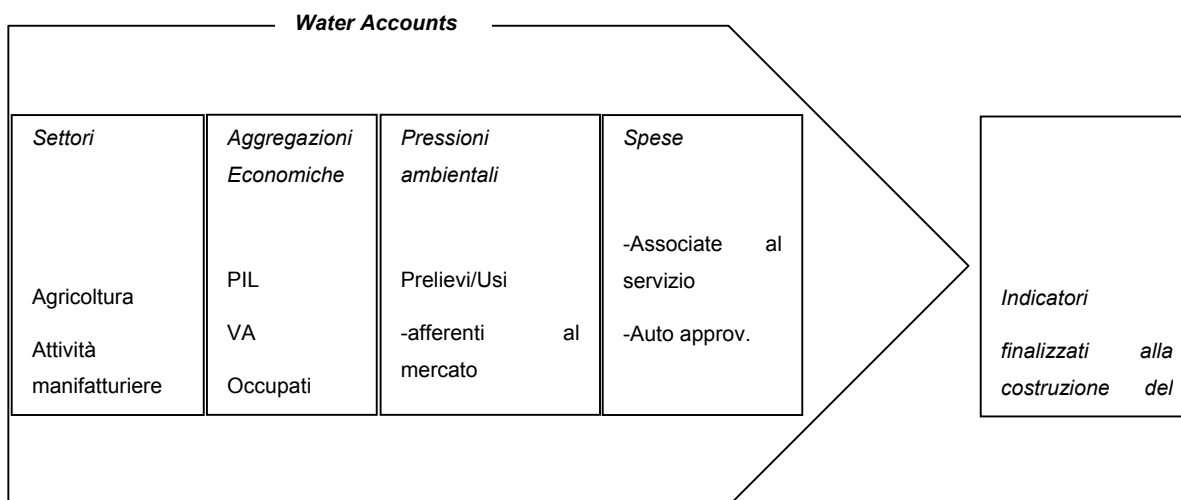 Water Accounts
Settori
Agricoltura
Attività
manifatturiere
Aggregazioni
Economiche
PIL
VA
Occupati
Pressioni
ambientali
Prelievi/Usi
-afferenti al
mercato
Spese
-Associate al
servizio
-Auto approv.
Indicatori
finalizzati alla
costruzione del